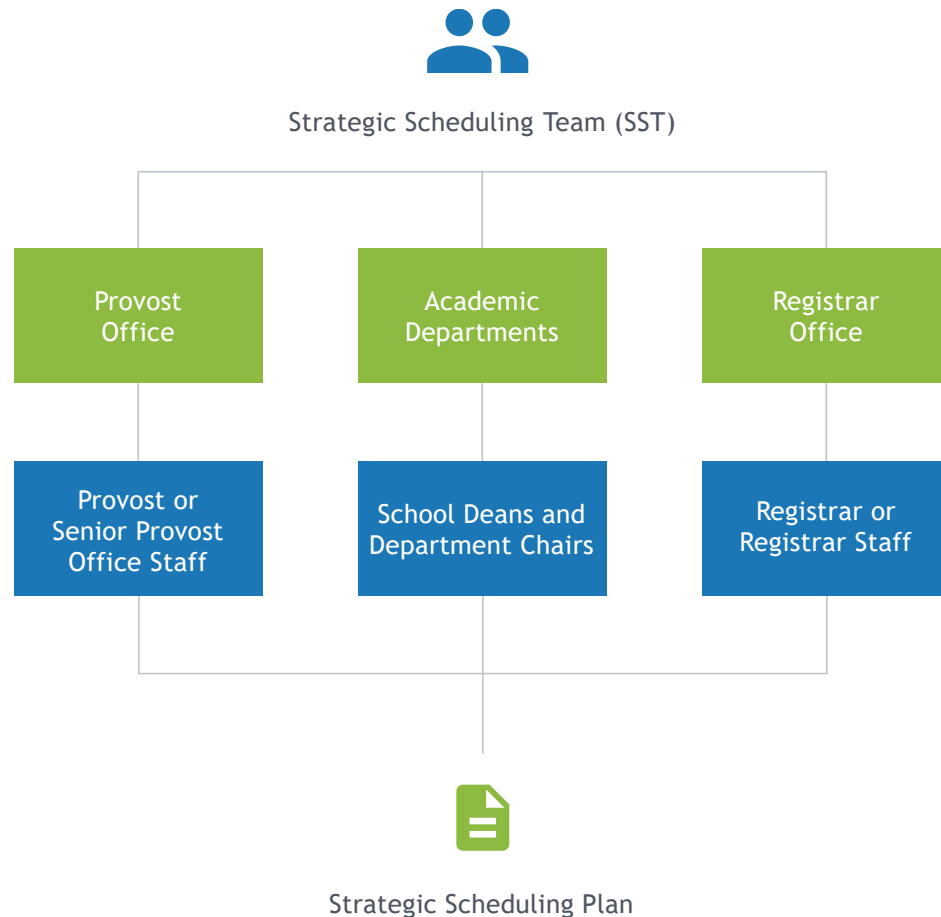 Strategic Scheduling Team (SST)
Provost
Office
Academic
Departments
Registrar
Office
Provost or
Senior Provost
Office Staff
School Deans and
Department Chairs
Registrar or
Registrar Staff
Strategic Scheduling Plan